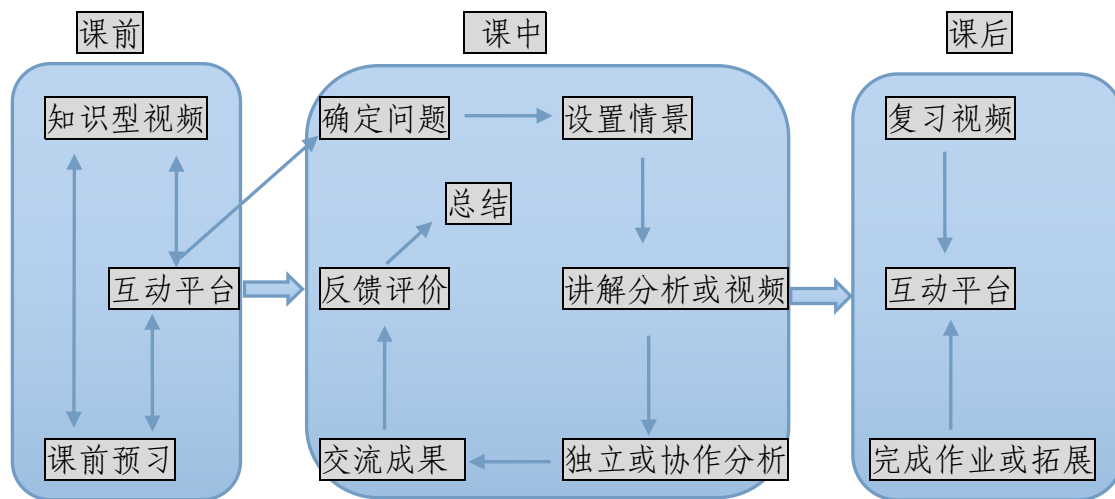 课前
课中
课后
知识型视频
互动平台
课前预习
确定问题
设置情景
总结
反馈评价
讲解分析或视频
交流成果
独立或协作分析
复习视频
互动平台
完成作业或拓展